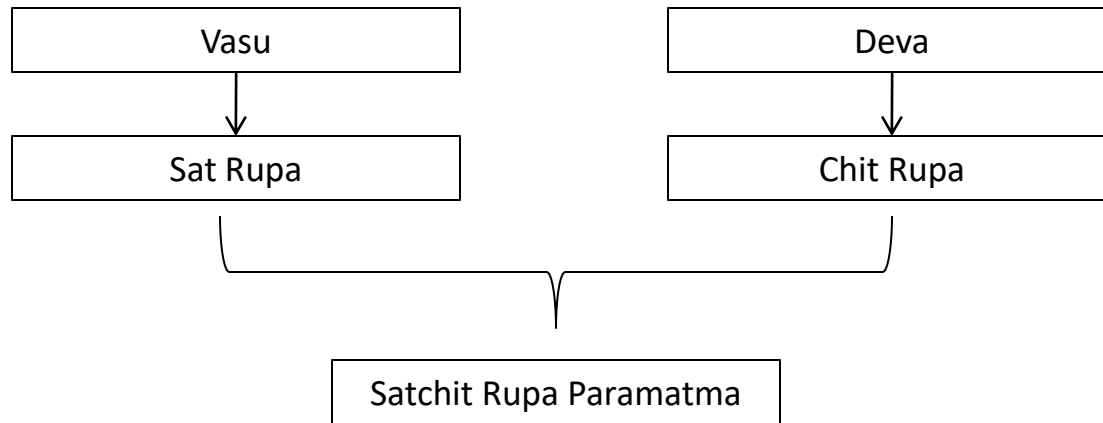 Vasu
Deva
Sat Rupa
Chit Rupa
Satchit Rupa Paramatma